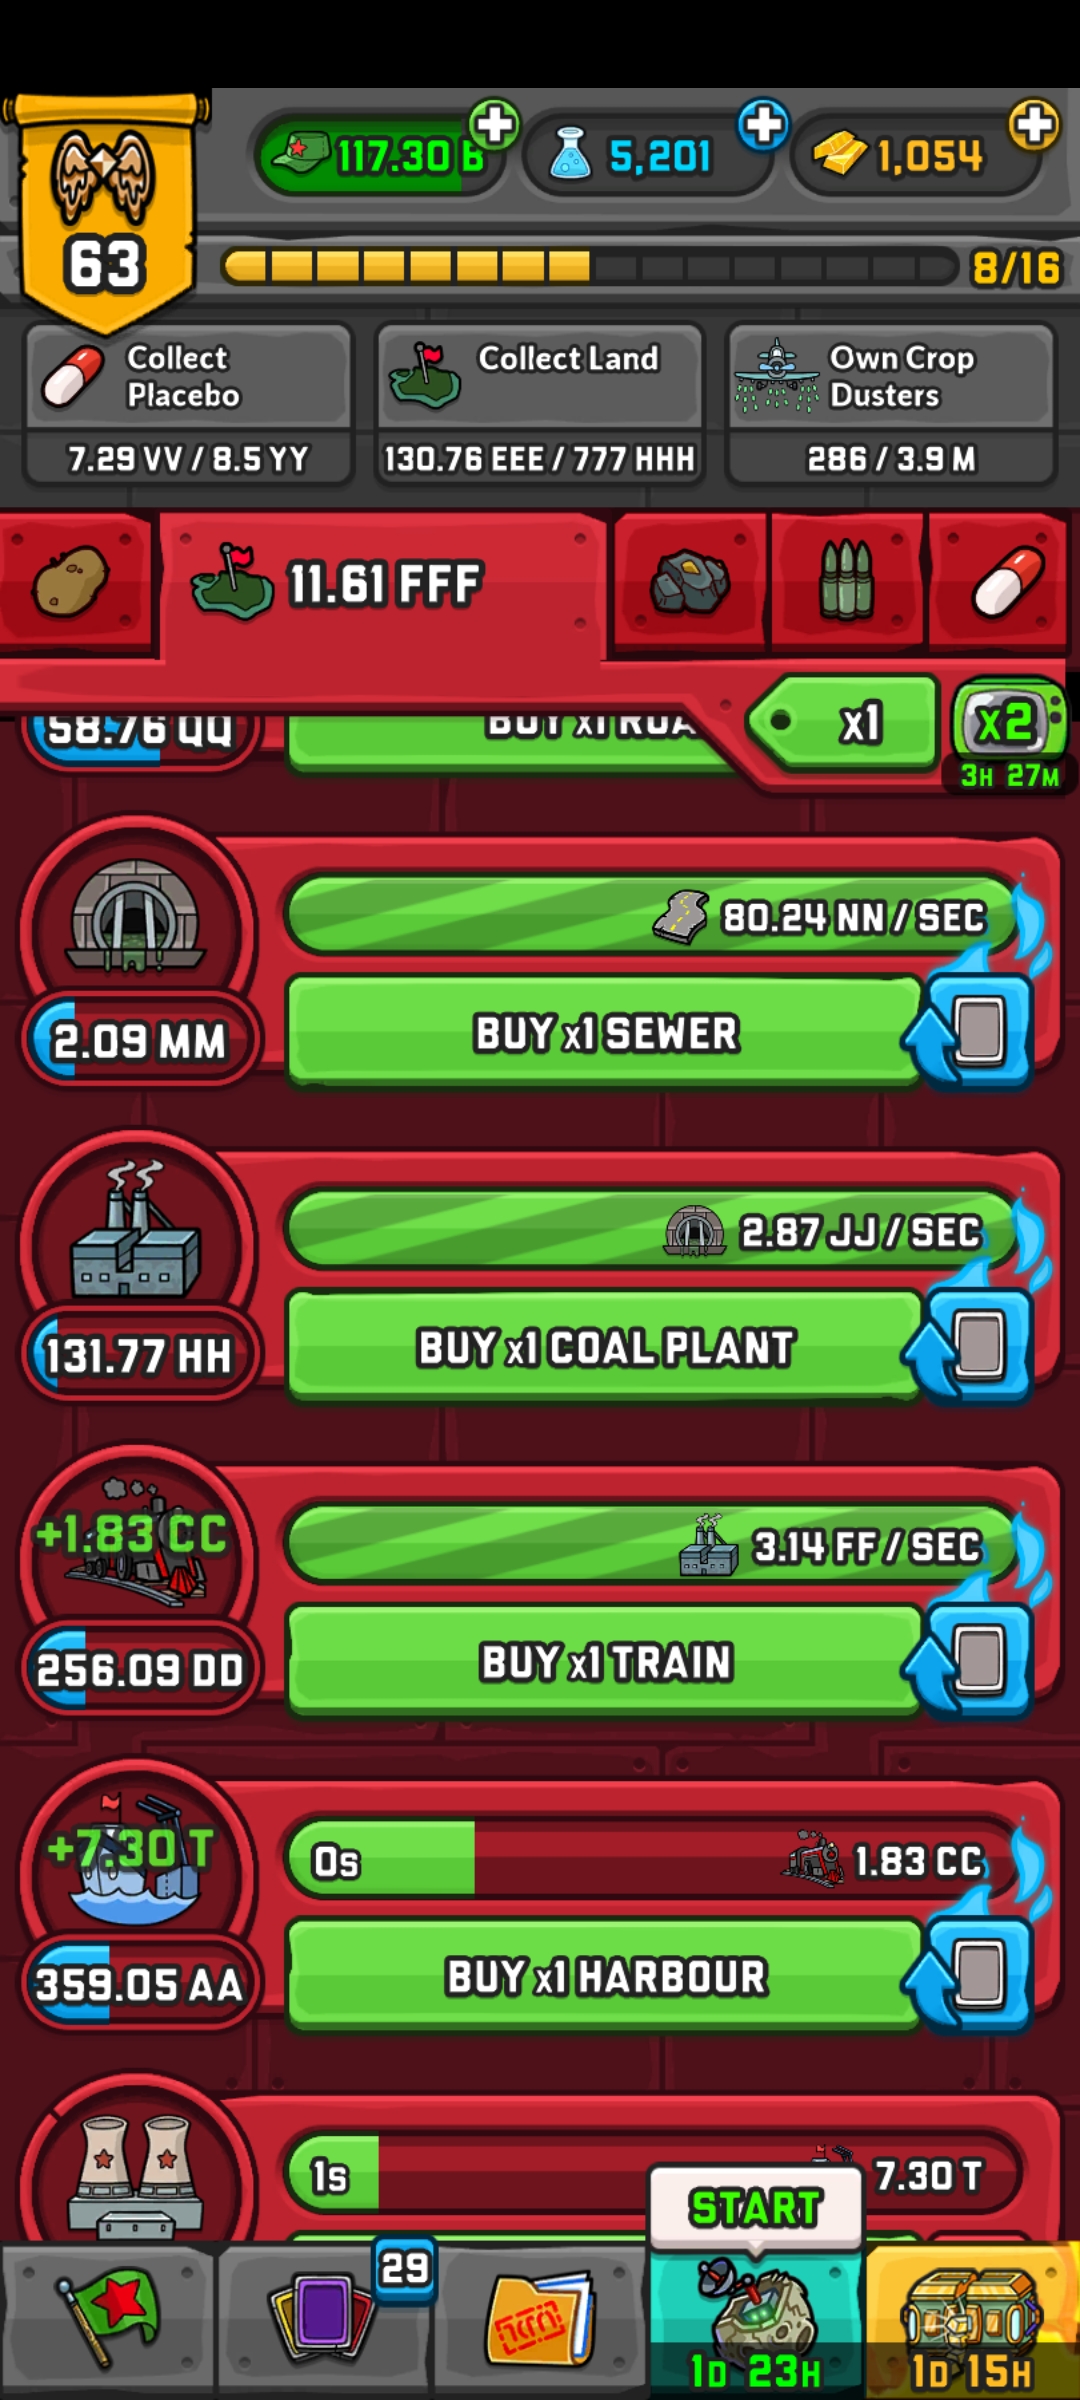 117.30 B
5,201
1,054
63
8/16
Collect
Placebo
7.29 VV / 8.5 YY
Collect Land
130.76 EEE / 777 HHH
Own Crop
Dusters
286 / 3.9 M
11.61 FFF
x1
x2
3H 27M
58.76 QQ
BUY x1
80.24 NN / SEC
2.09 MM
BUY x1 SEWER
2.87 JJ / SEC
131.77 HH
BUY x1 COAL PLANT
+1.83 CC
3.14 FF / SEC
256.09 DD
BUY x1 TRAIN
+7.30 T
0s
1.83 CC
359.05 AA
BUY x1 HARBOUR
1s
7.30 T
START
29
1D 23H
1D 15H